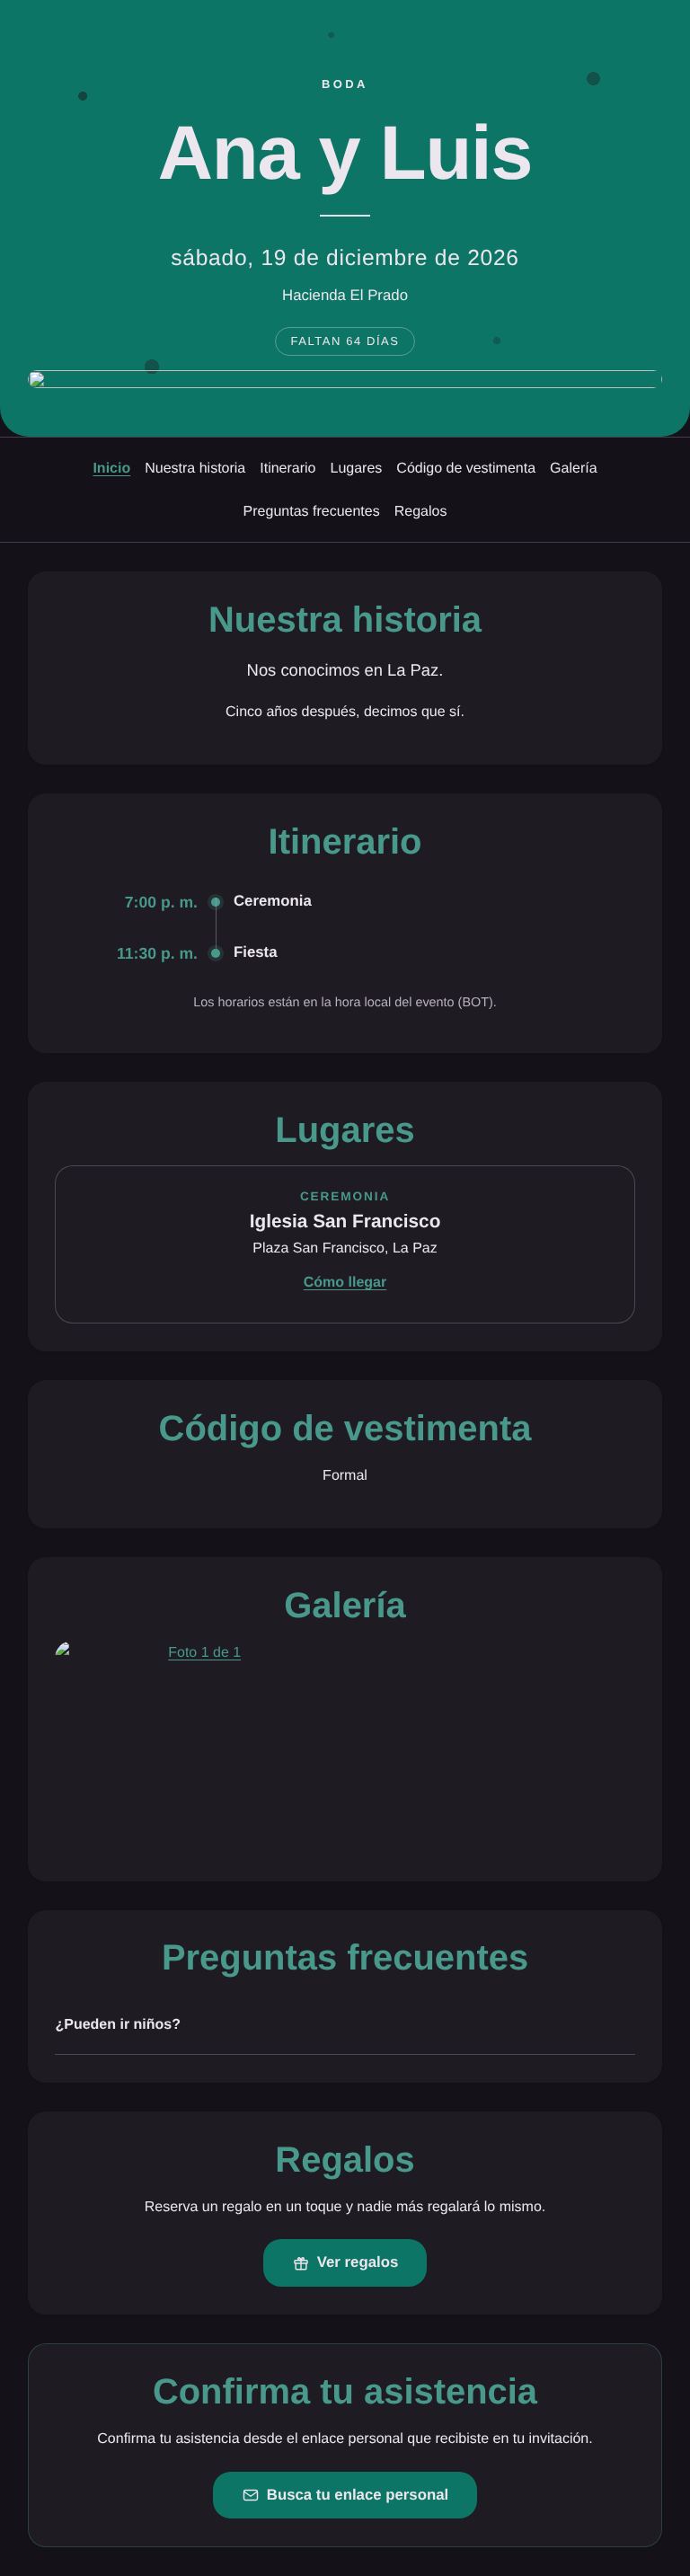 BODA
Ana y Luis
sábado, 19 de diciembre de 2026
Hacienda El Prado
FALTAN 64 DÍAS
Inicio Nuestra historia Itinerario Lugares Código de vestimenta Galería
Preguntas frecuentes Regalos
Nuestra historia
Nos conocimos en La Paz.
Cinco años después, decimos que sí.
Itinerario
7:00 p. m. Ceremonia
11:30 p. m. Fiesta
Los horarios están en la hora local del evento (BOT).
Lugares
CEREMONIA
Iglesia San Francisco
Plaza San Francisco, La Paz
Cómo llegar
Código de vestimenta
Formal
Galería
Foto 1 de 1
Preguntas frecuentes
¿Pueden ir niños?
Regalos
Reserva un regalo en un toque y nadie más regalará lo mismo.
Ver regalos
Confirma tu asistencia
Confirma tu asistencia desde el enlace personal que recibiste en tu invitación.
Busca tu enlace personal